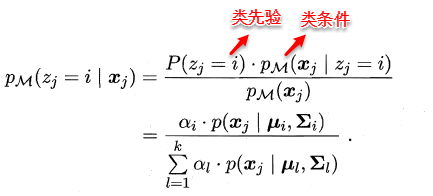 类先验 类条件
p_M(z_j = i | x_j) = P(z_j = i) · p_M(x_j | z_j = i) / p_M(x_j)
= α_i · p(x_j | μ_i, Σ_i) / ∑_{l=1}^{k} α_l · p(x_j | μ_l, Σ_l) .